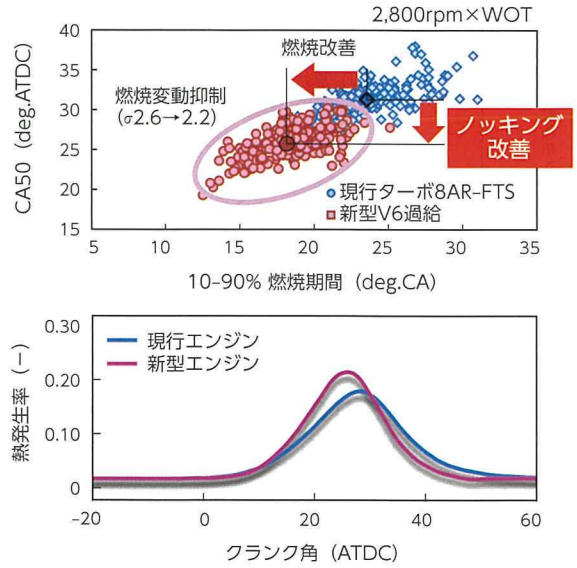 2,800rpm×WOT
40
35
30
25
20
15
CA50（deg.ATDC）
燃焼改善
燃焼変動抑制
（σ2.6→2.2）
ノッキング
改善
現行ターボ8AR-FTS
新型V6過給
5
10
15
20
25
30
35
10-90% 燃焼期間（deg.CA）
0.30
0.20
0.10
0
熱発生率（−）
現行エンジン
新型エンジン
-20
0
20
40
60
クランク角（ATDC）